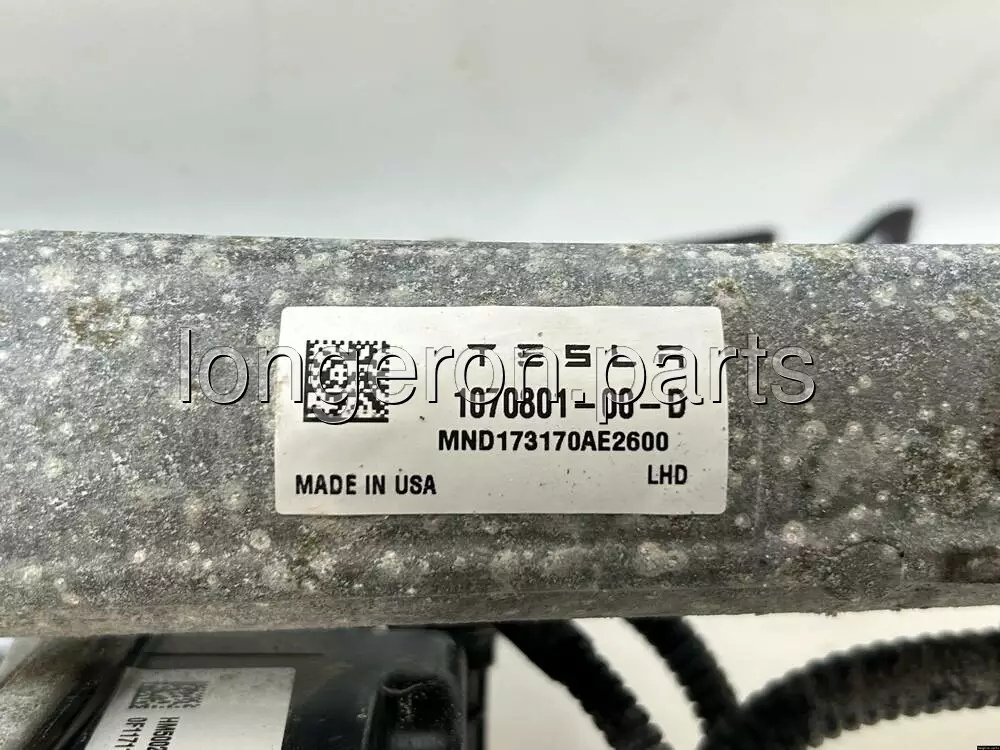 TESLA
longeron.parts
1070801-00-D
MND173170AE2600
MADE IN USA
LHD